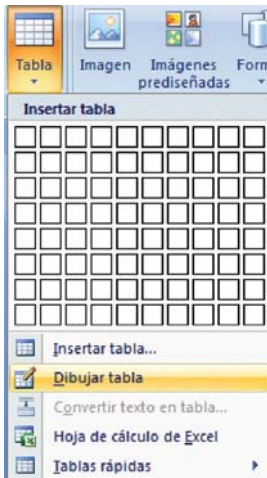 Tabla
Imagen
Imágenes
prediseñadas
Insertar tabla
Insertar tabla...
Dibujar tabla
Convertir texto en tabla...
Hoja de cálculo de Excel
Tablas rápidas